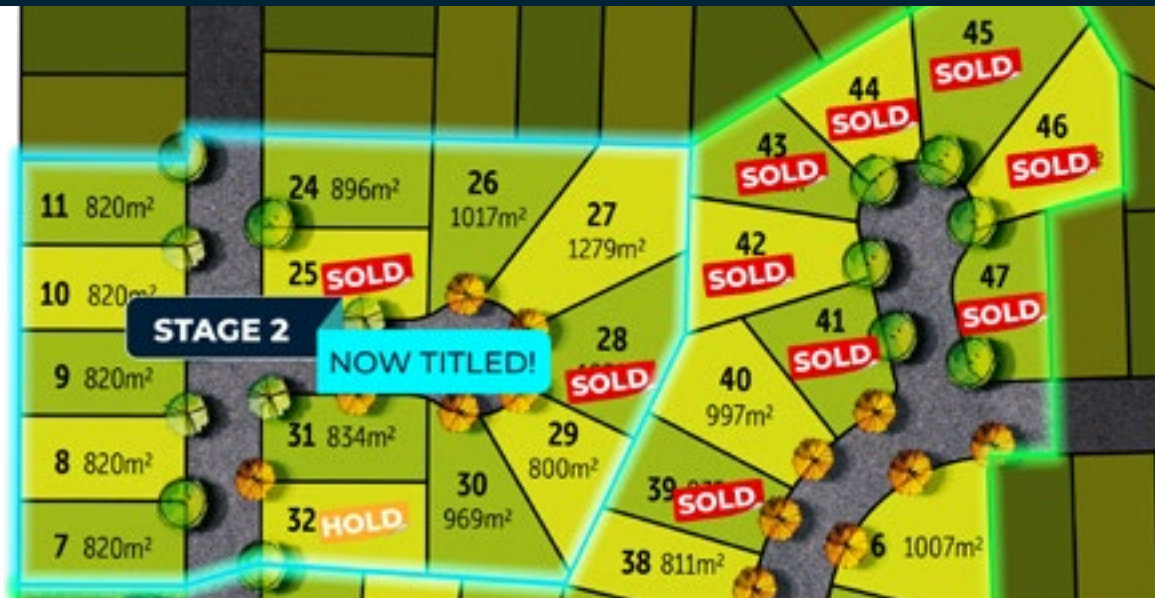 45
SOLD
44
SOLD
46
SOLD
43
SOLD
11 820m²
24 896m²
26
1017m²
27
1279m²
42
SOLD
25 SOLD
10 820m²
47
SOLD
STAGE 2
NOW TITLED!
28
SOLD
41
SOLD
9 820m²
40
997m²
31 834m²
29
800m²
8 820m²
30
969m²
39
SOLD
32 HOLD
7 820m²
38 811m²
6 1007m²